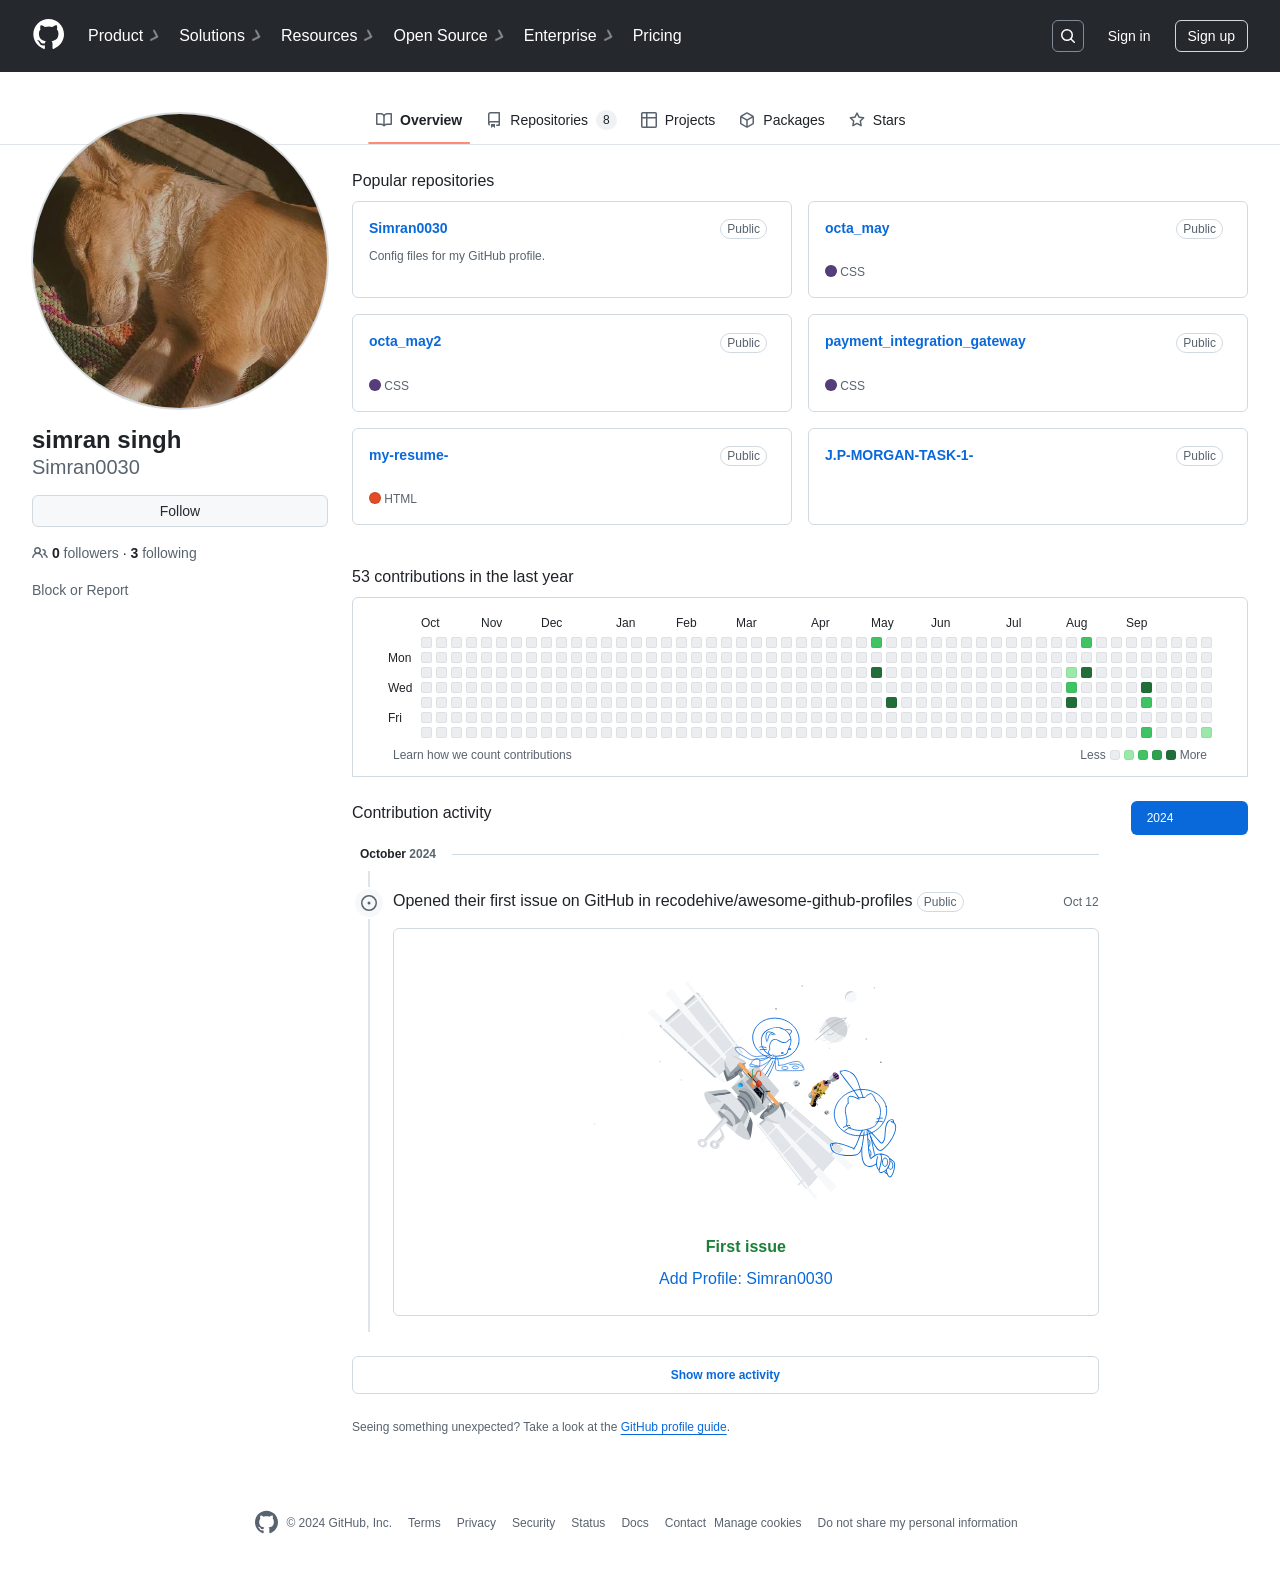 Product Solutions Resources Open Source Enterprise Pricing Sign in Sign up
Overview Repositories 8 Projects Packages Stars
simran singh
Simran0030
Follow
0 followers · 3 following
Block or Report
Popular repositories
Simran0030 Public
Config files for my GitHub profile.
octa_may Public
CSS
octa_may2 Public
CSS
payment_integration_gateway Public
CSS
my-resume- Public
HTML
J.P-MORGAN-TASK-1- Public
53 contributions in the last year
Oct Nov Dec Jan Feb Mar Apr May Jun Jul Aug Sep
Mon
Wed
Fri
Learn how we count contributions Less More
Contribution activity
2024
October 2024
Opened their first issue on GitHub in recodehive/awesome-github-profiles Public Oct 12
First issue
Add Profile: Simran0030
Show more activity
Seeing something unexpected? Take a look at the GitHub profile guide.
© 2024 GitHub, Inc. Terms Privacy Security Status Docs Contact Manage cookies Do not share my personal information